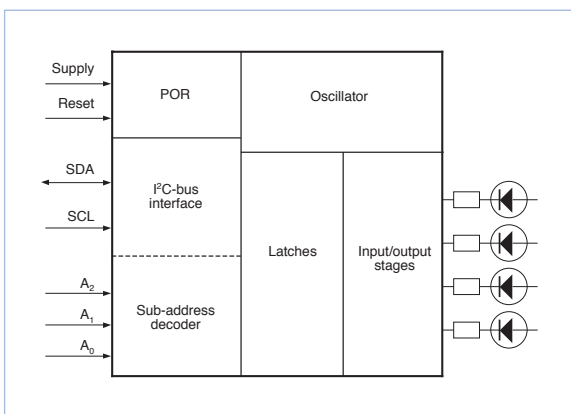 Supply
Reset
SDA
SCL
A₂
A₁
A₀
POR
Oscillator
I²C-bus
interface
Sub-address
decoder
Latches
Input/output
stages